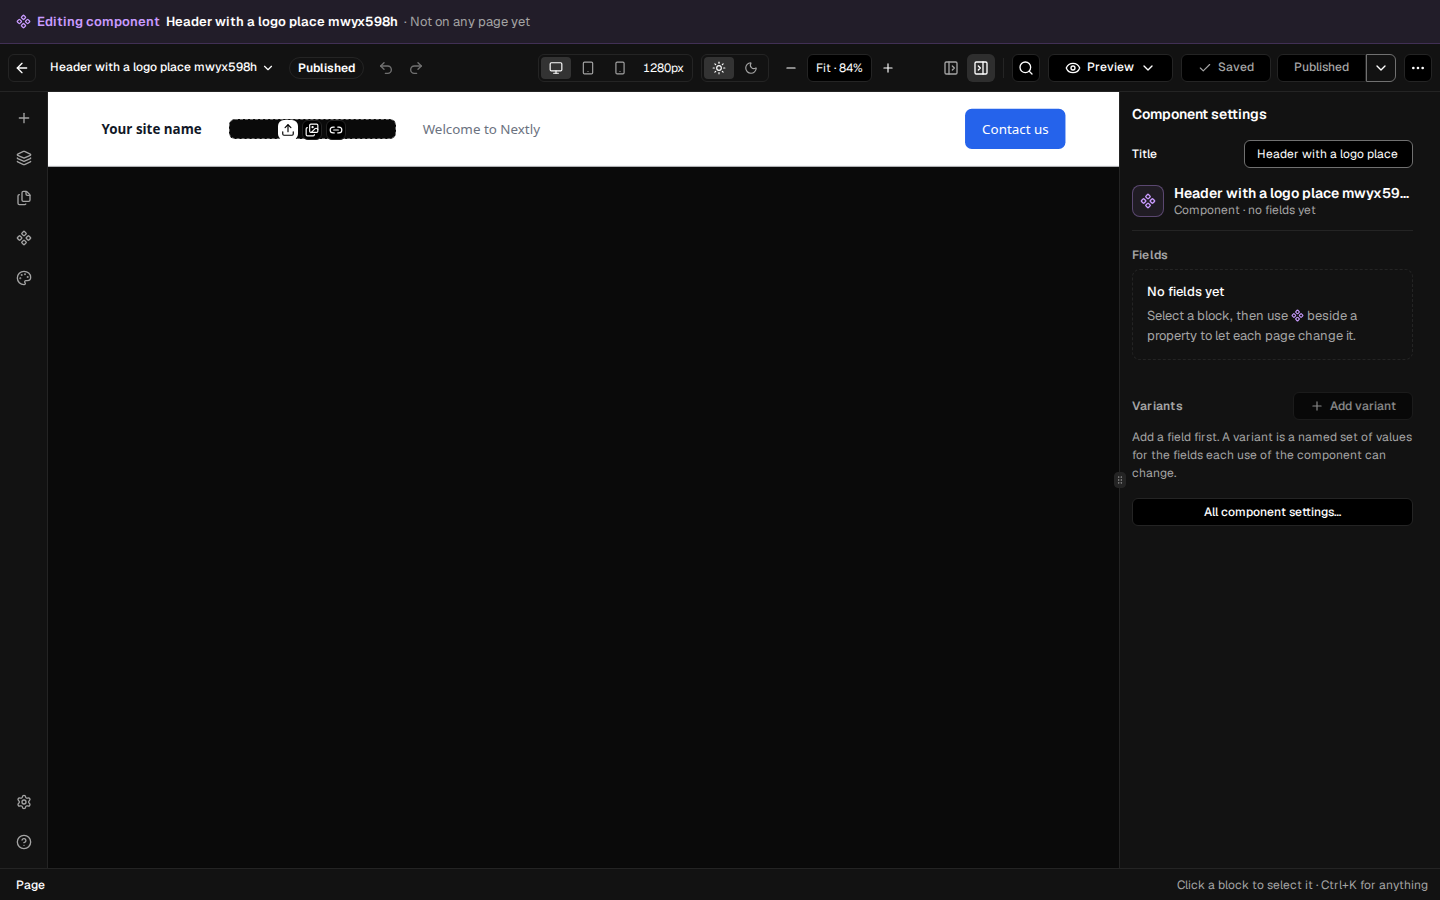 Editing component Header with a logo place mwyx598h · Not on any page yet
Header with a logo place mwyx598h Published 1280px Fit · 84% Preview Saved Published
Your site name Welcome to Nextly Contact us
Component settings
Title Header with a logo place
Header with a logo place mwyx59...
Component · no fields yet
Fields
No fields yet
Select a block, then use beside a
property to let each page change it.
Variants Add variant
Add a field first. A variant is a named set of values
for the fields each use of the component can
change.
All component settings...
Page Click a block to select it · Ctrl+K for anything